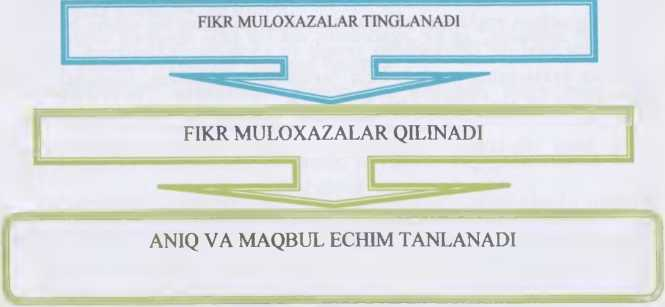 FIKR MULOXAZALAR TINGLANADI
FIKR MULOXAZALAR QILINADI
ANIQ VA MAQBUL ECHIM TANLANADI